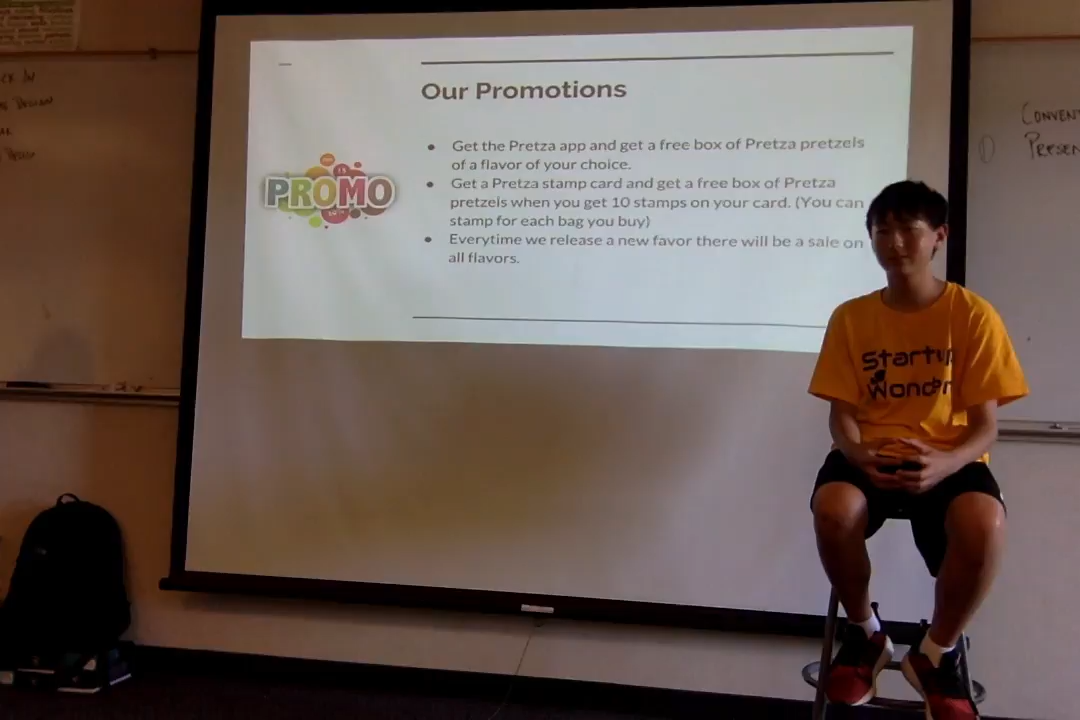 Our Promotions
PROMO
Get the Pretza app and get a free box of Pretza pretzels
of a flavor of your choice.
Get a Pretza stamp card and get a free box of Pretza
pretzels when you get 10 stamps on your card. (You can
stamp for each bag you buy)
Everytime we release a new favor there will be a sale on
all flavors.
Startup
Wonder
DESIGN
CONVEN
PRESEN